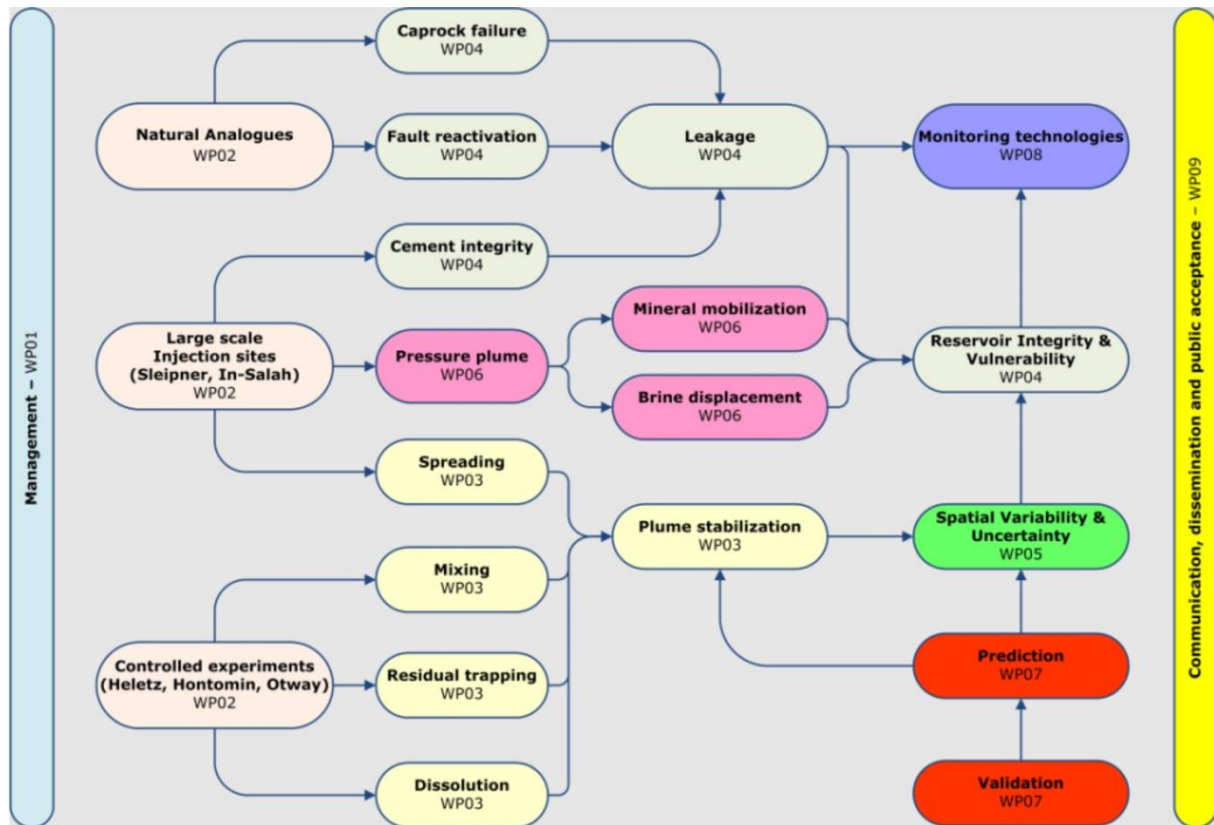 Management – WP01
Caprock failure
WP04
Natural Analogues
WP02
Fault reactivation
WP04
Leakage
WP04
Monitoring technologies
WP08
Cement integrity
WP04
Large scale
Injection sites
(Sleipner, In-Salah)
WP02
Pressure plume
WP06
Mineral mobilization
WP06
Brine displacement
WP06
Reservoir Integrity &
Vulnerability
WP04
Spreading
WP03
Plume stabilization
WP03
Spatial Variability &
Uncertainty
WP05
Mixing
WP03
Controlled experiments
(Heletz, Hontomin, Otway)
WP02
Residual trapping
WP03
Prediction
WP07
Dissolution
WP03
Validation
WP07
Communication, dissemination and public acceptance – WP09